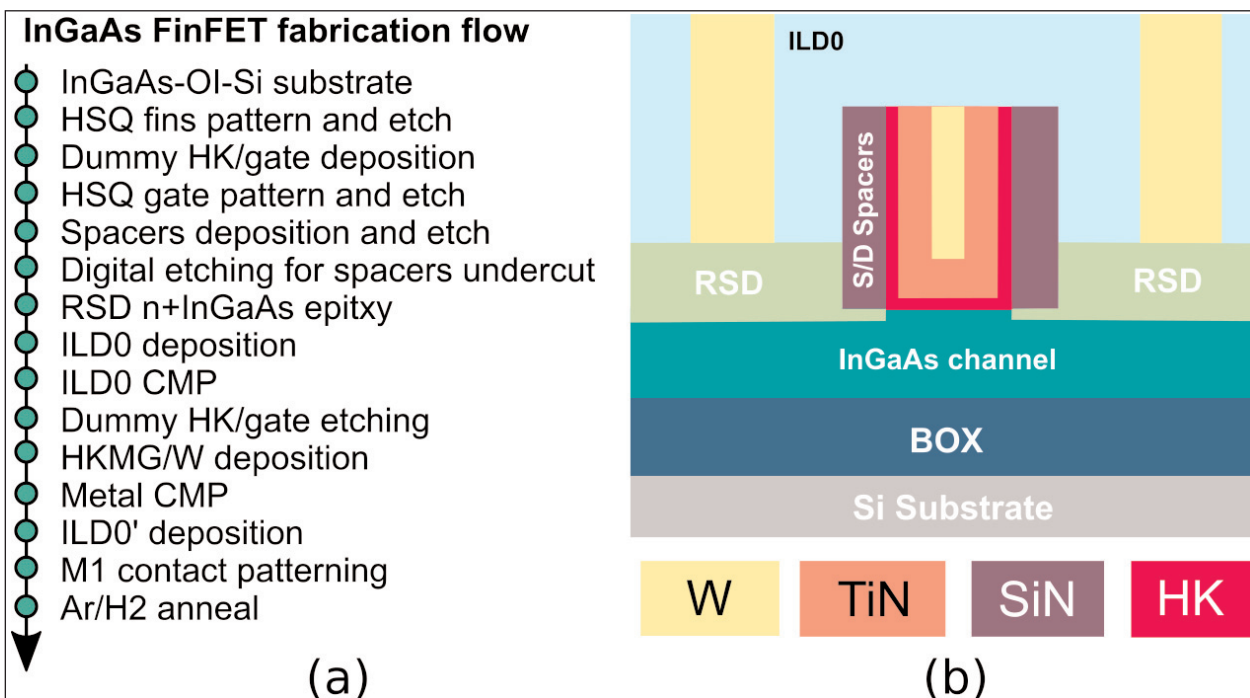 InGaAs FinFET fabrication flow
InGaAs-OI-Si substrate
HSQ fins pattern and etch
Dummy HK/gate deposition
HSQ gate pattern and etch
Spacers deposition and etch
Digital etching for spacers undercut
RSD n+InGaAs epitxy
ILD0 deposition
ILD0 CMP
Dummy HK/gate etching
HKMG/W deposition
Metal CMP
ILD0' deposition
M1 contact patterning
Ar/H2 anneal
(a)
ILD0
S/D Spacers
RSD
RSD
InGaAs channel
BOX
Si Substrate
W
TiN
SiN
HK
(b)